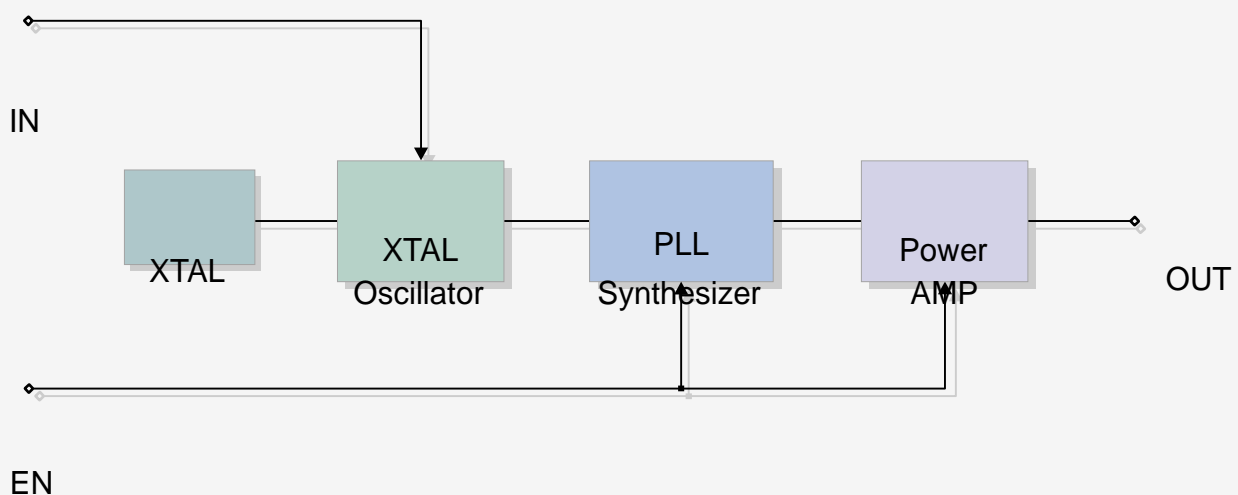 IN
XTAL
XTAL
Oscillator
PLL
Synthesizer
Power
AMP
OUT
EN